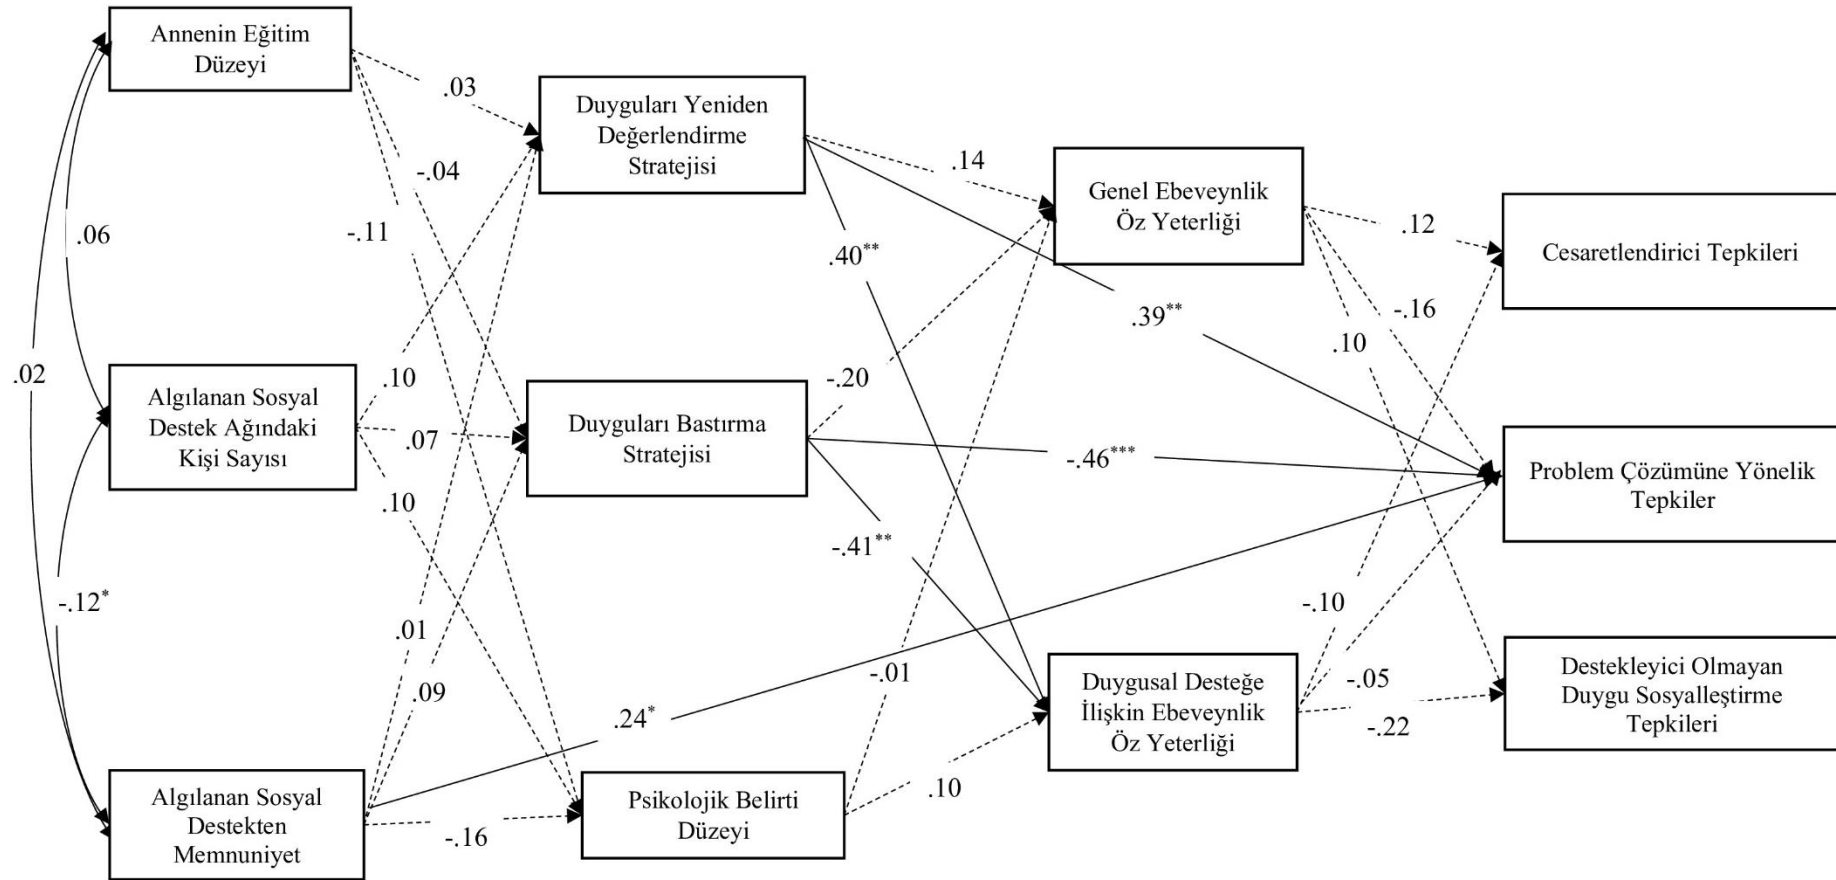 Annenin Eğitim
Düzeyi
.03
Duyguları Yeniden
Değerlendirme
Stratejisi
-.04
.14
Genel Ebeveynlik
Öz Yeterliği
.12
Cesaretlendirici Tepkileri
.06
-.11
.40**
.39**
-.16
.10
.02
Algılanan Sosyal
Destek Ağındaki
Kişi Sayısı
.10
.07
Duyguları Bastırma
Stratejisi
-.20
-.46***
Problem Çözümüne Yönelik
Tepkiler
.10
-.41**
-.12*
.01
.09
.24*
-.01
Duygusal Desteğe
İlişkin Ebeveynlik
Öz Yeterliği
-.10
-.05
-.22
Destekleyici Olmayan
Duygu Sosyalleştirme
Tepkileri
Algılanan Sosyal
Destekten
Memnuniyet
-.16
Psikolojik Belirti
Düzeyi
.10